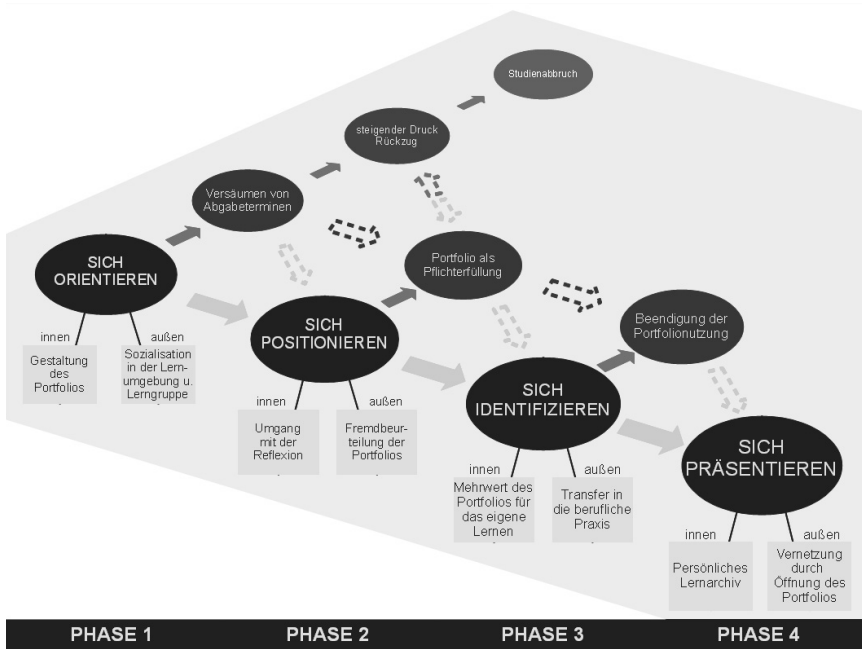 Studienabbruch
steigender Druck
Rückzug
Versäumen von
Abgabeterminen
SICH
ORIENTIEREN
innen
außen
Gestaltung
des
Portfolios
Sozialisation
in der Lern-
umgebung u.
Lerngruppe
Portfolio als
Pflichterfüllung
SICH
POSITIONIEREN
innen
außen
Umgang
mit der
Reflexion
Fremdbeur-
teilung der
Portfolios
Beendigung der
Portfolionutzung
SICH
IDENTIFIZIEREN
innen
außen
Mehrwert des
Portfolios für
das eigene
Lernen
Transfer in
die berufliche
Praxis
SICH
PRÄSENTIEREN
innen
außen
Persönliches
Lernarchiv
Vernetzung
durch
Öffnung des
Portfolios
PHASE 1
PHASE 2
PHASE 3
PHASE 4